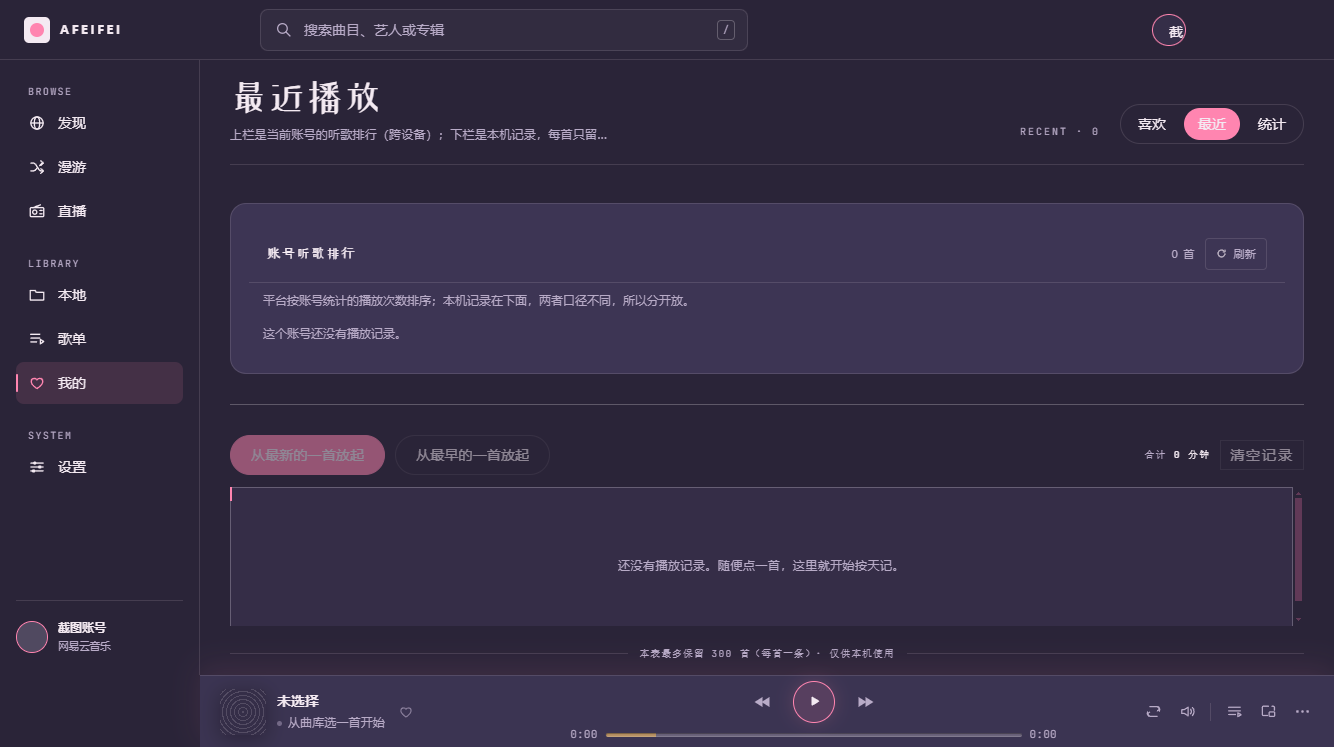 AFEIFEI
搜索曲目、艺人或专辑
/
截
BROWSE
发现
漫游
直播
LIBRARY
本地
歌单
我的
SYSTEM
设置
截图账号
网易云音乐
最近播放
上栏是当前账号的听歌排行（跨设备）；下栏是本机记录，每首只留…
RECENT · 0
喜欢
最近
统计
账号听歌排行
0 首
刷新
平台按账号统计的播放次数排序；本机记录在下面，两者口径不同，所以分开放。
这个账号还没有播放记录。
从最新的一首放起
从最早的一首放起
合计 0 分钟
清空记录
还没有播放记录。随便点一首，这里就开始按天记。
本表最多保留 300 首（每首一条）· 仅供本机使用
未选择
从曲库选一首开始
0:00
0:00